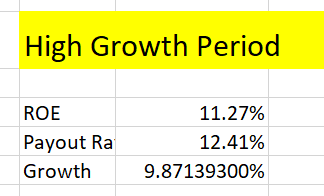 High Growth Period
ROE 11.27%
Payout Ra 12.41%
Growth 9.87139300%